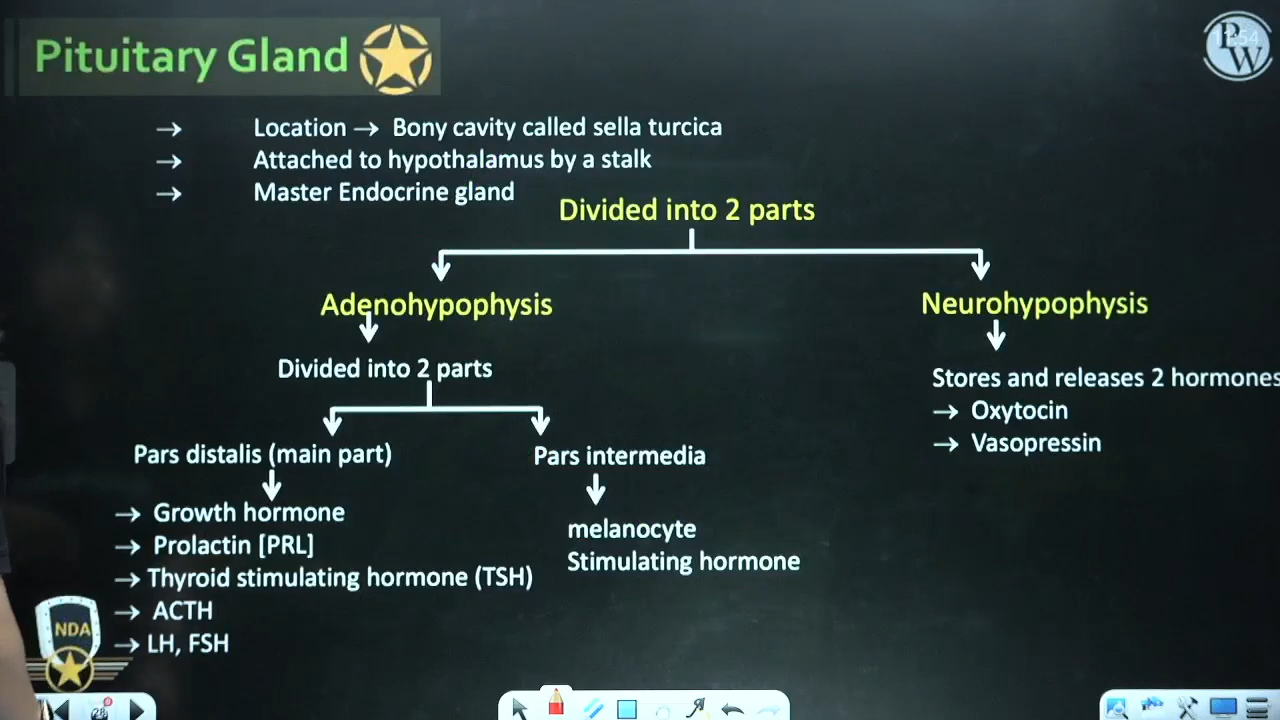 Pituitary Gland
PW
→ Location → Bony cavity called sella turcica
→ Attached to hypothalamus by a stalk
→ Master Endocrine gland
Divided into 2 parts
Adenohypophysis
Neurohypophysis
Divided into 2 parts
Stores and releases 2 hormones
→ Oxytocin
→ Vasopressin
Pars distalis (main part)
Pars intermedia
→ Growth hormone
→ Prolactin [PRL]
→ Thyroid stimulating hormone (TSH)
→ ACTH
→ LH, FSH
melanocyte
Stimulating hormone
NDA
28